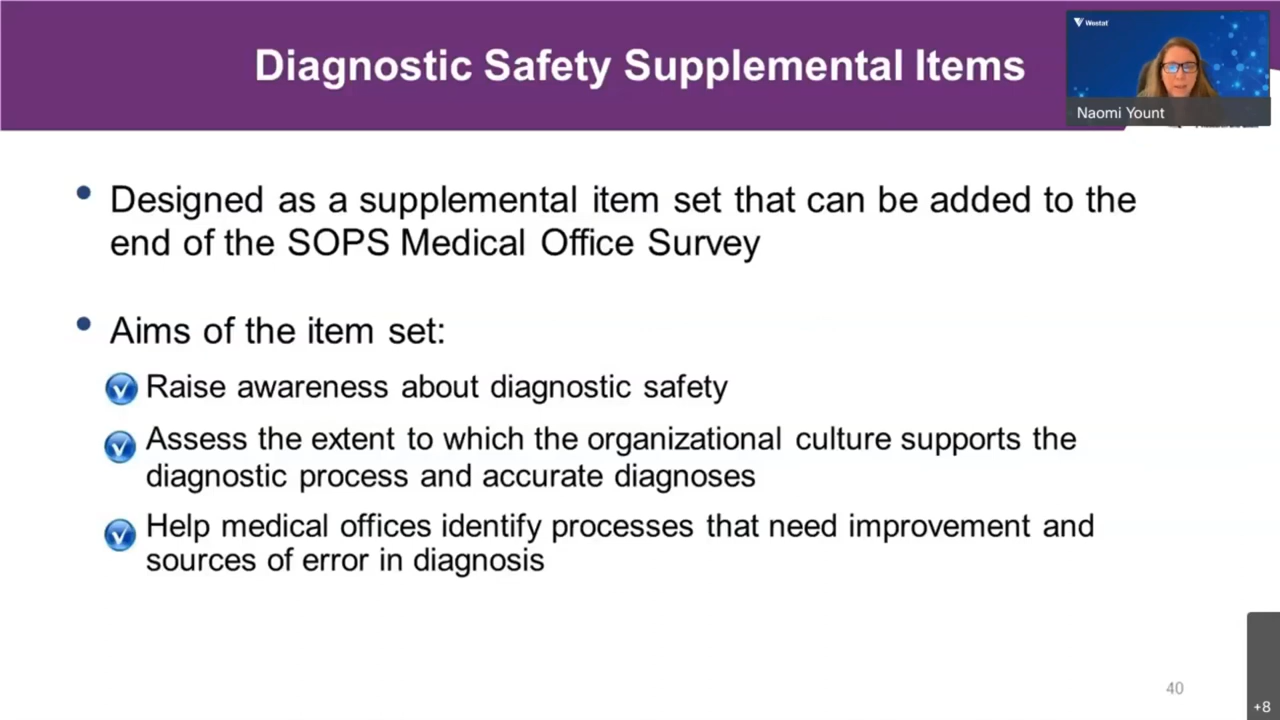 Diagnostic Safety Supplemental Items
Westat
Naomi Yount
• Designed as a supplemental item set that can be added to the
end of the SOPS Medical Office Survey
• Aims of the item set:
Raise awareness about diagnostic safety
Assess the extent to which the organizational culture supports the
diagnostic process and accurate diagnoses
Help medical offices identify processes that need improvement and
sources of error in diagnosis
40
+8